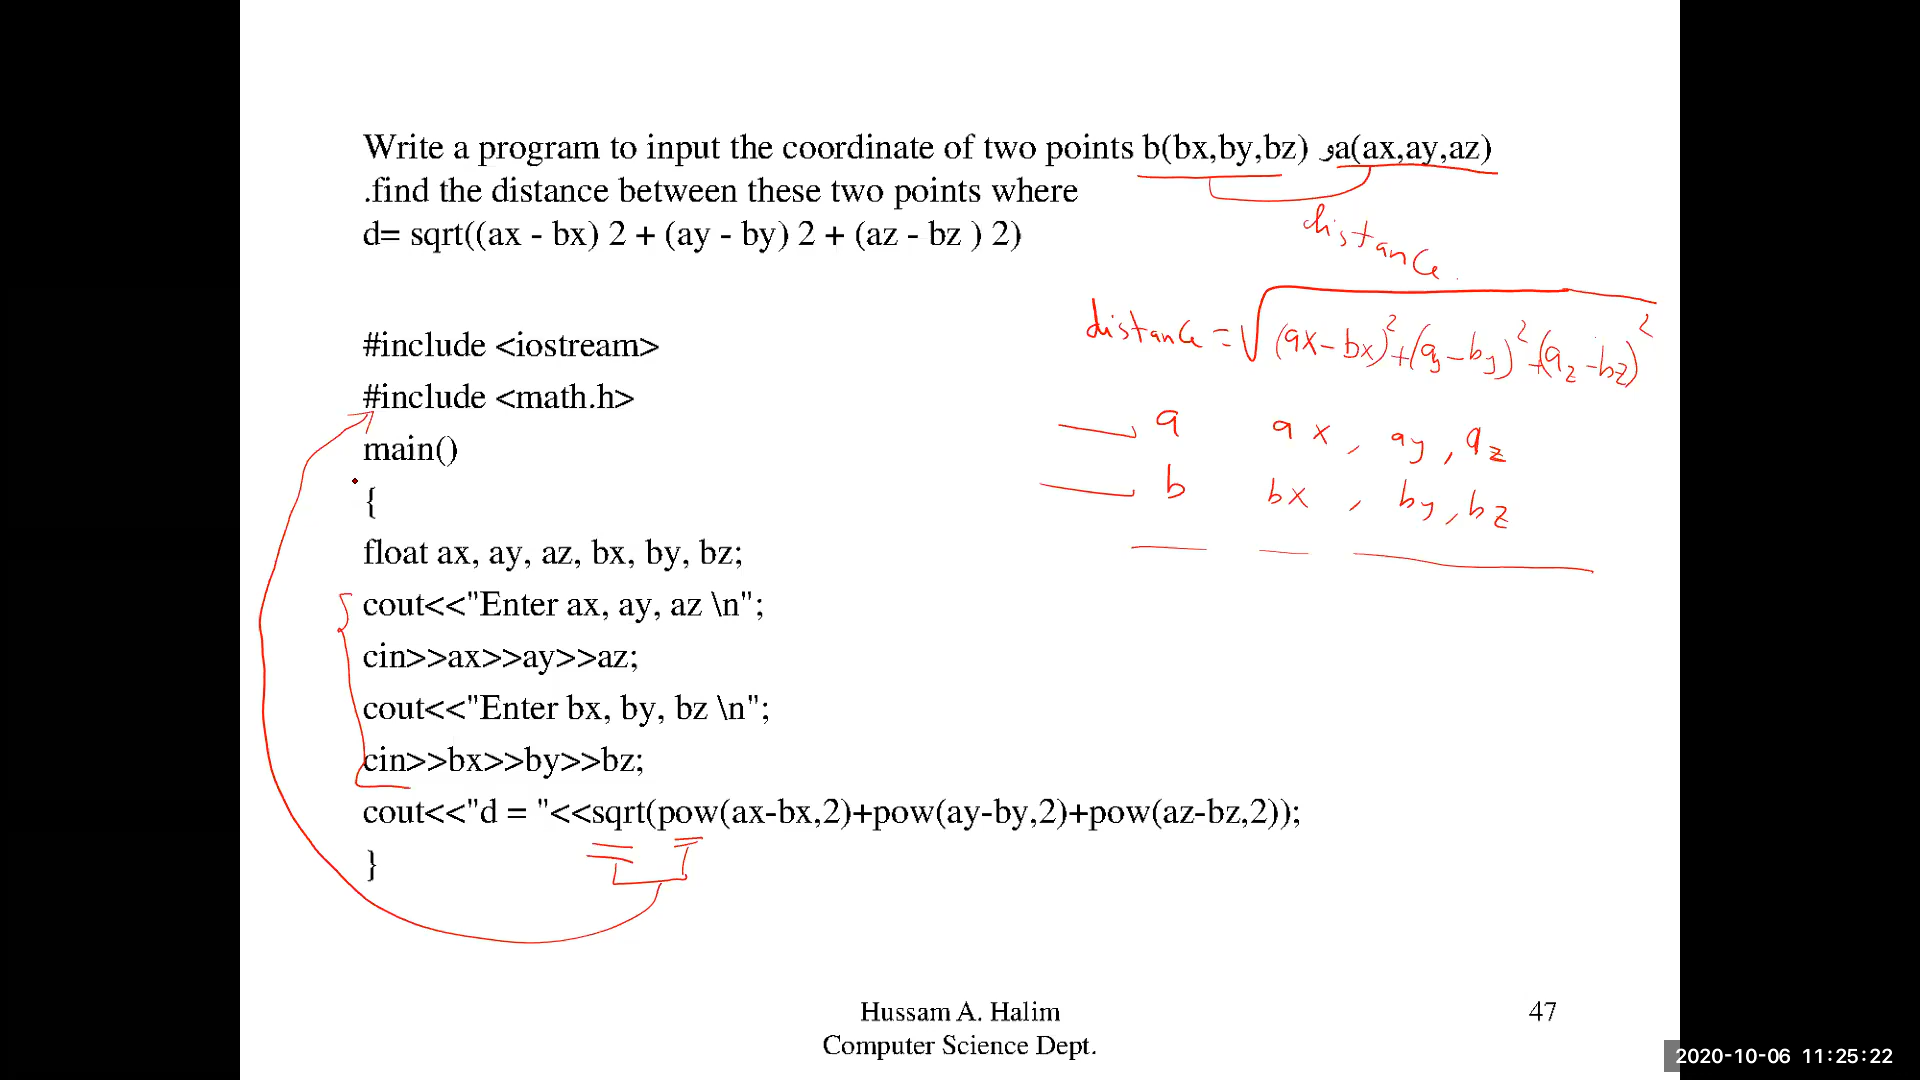 Write a program to input the coordinate of two points b(bx,by,bz) و a(ax,ay,az)
.find the distance between these two points where
d= sqrt((ax - bx) 2 + (ay - by) 2 + (az - bz ) 2)
distance
distance = √(ax-bx)²+(ay-by)²+(az-bz)²
#include <iostream>
#include <math.h>
main()
{
float ax, ay, az, bx, by, bz;
cout<<"Enter ax, ay, az \n";
cin>>ax>>ay>>az;
cout<<"Enter bx, by, bz \n";
cin>>bx>>by>>bz;
cout<<"d = "<<sqrt(pow(ax-bx,2)+pow(ay-by,2)+pow(az-bz,2));
}
a ax, ay, az
b bx, by, bz
Hussam A. Halim
Computer Science Dept.
47
2020-10-06 11:25:22